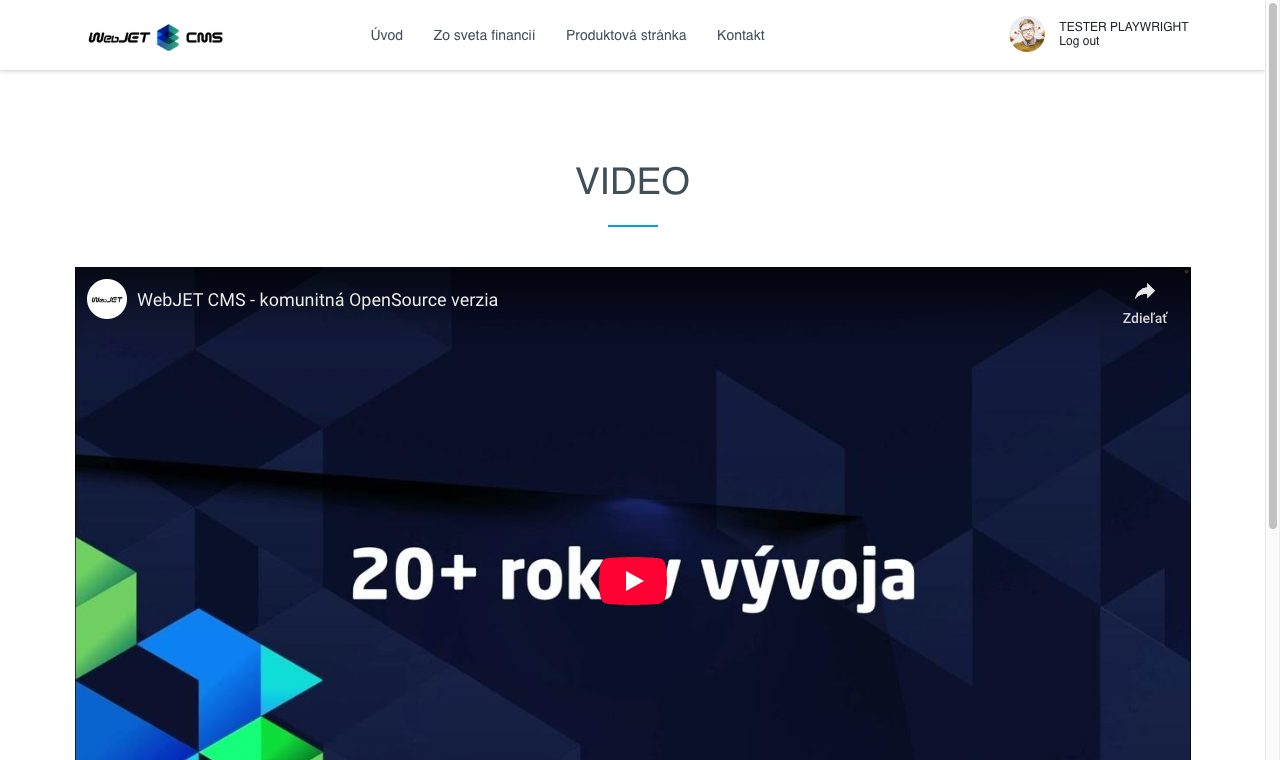 WebJET CMS
Úvod
Zo sveta financií
Produktová stránka
Kontakt
TESTER PLAYWRIGHT
Log out
VIDEO
WebJET
WebJET CMS - komunitná OpenSource verzia
Zdieľať
20+ rok v vývoja